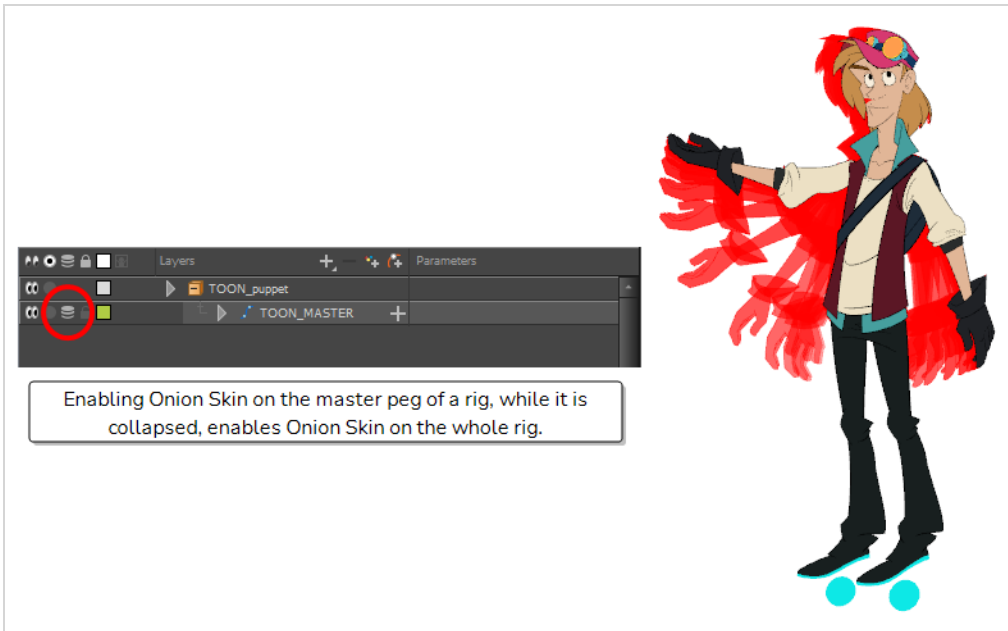 Layers Parameters
TOON_puppet
TOON_MASTER
Enabling Onion Skin on the master peg of a rig, while it is
collapsed, enables Onion Skin on the whole rig.